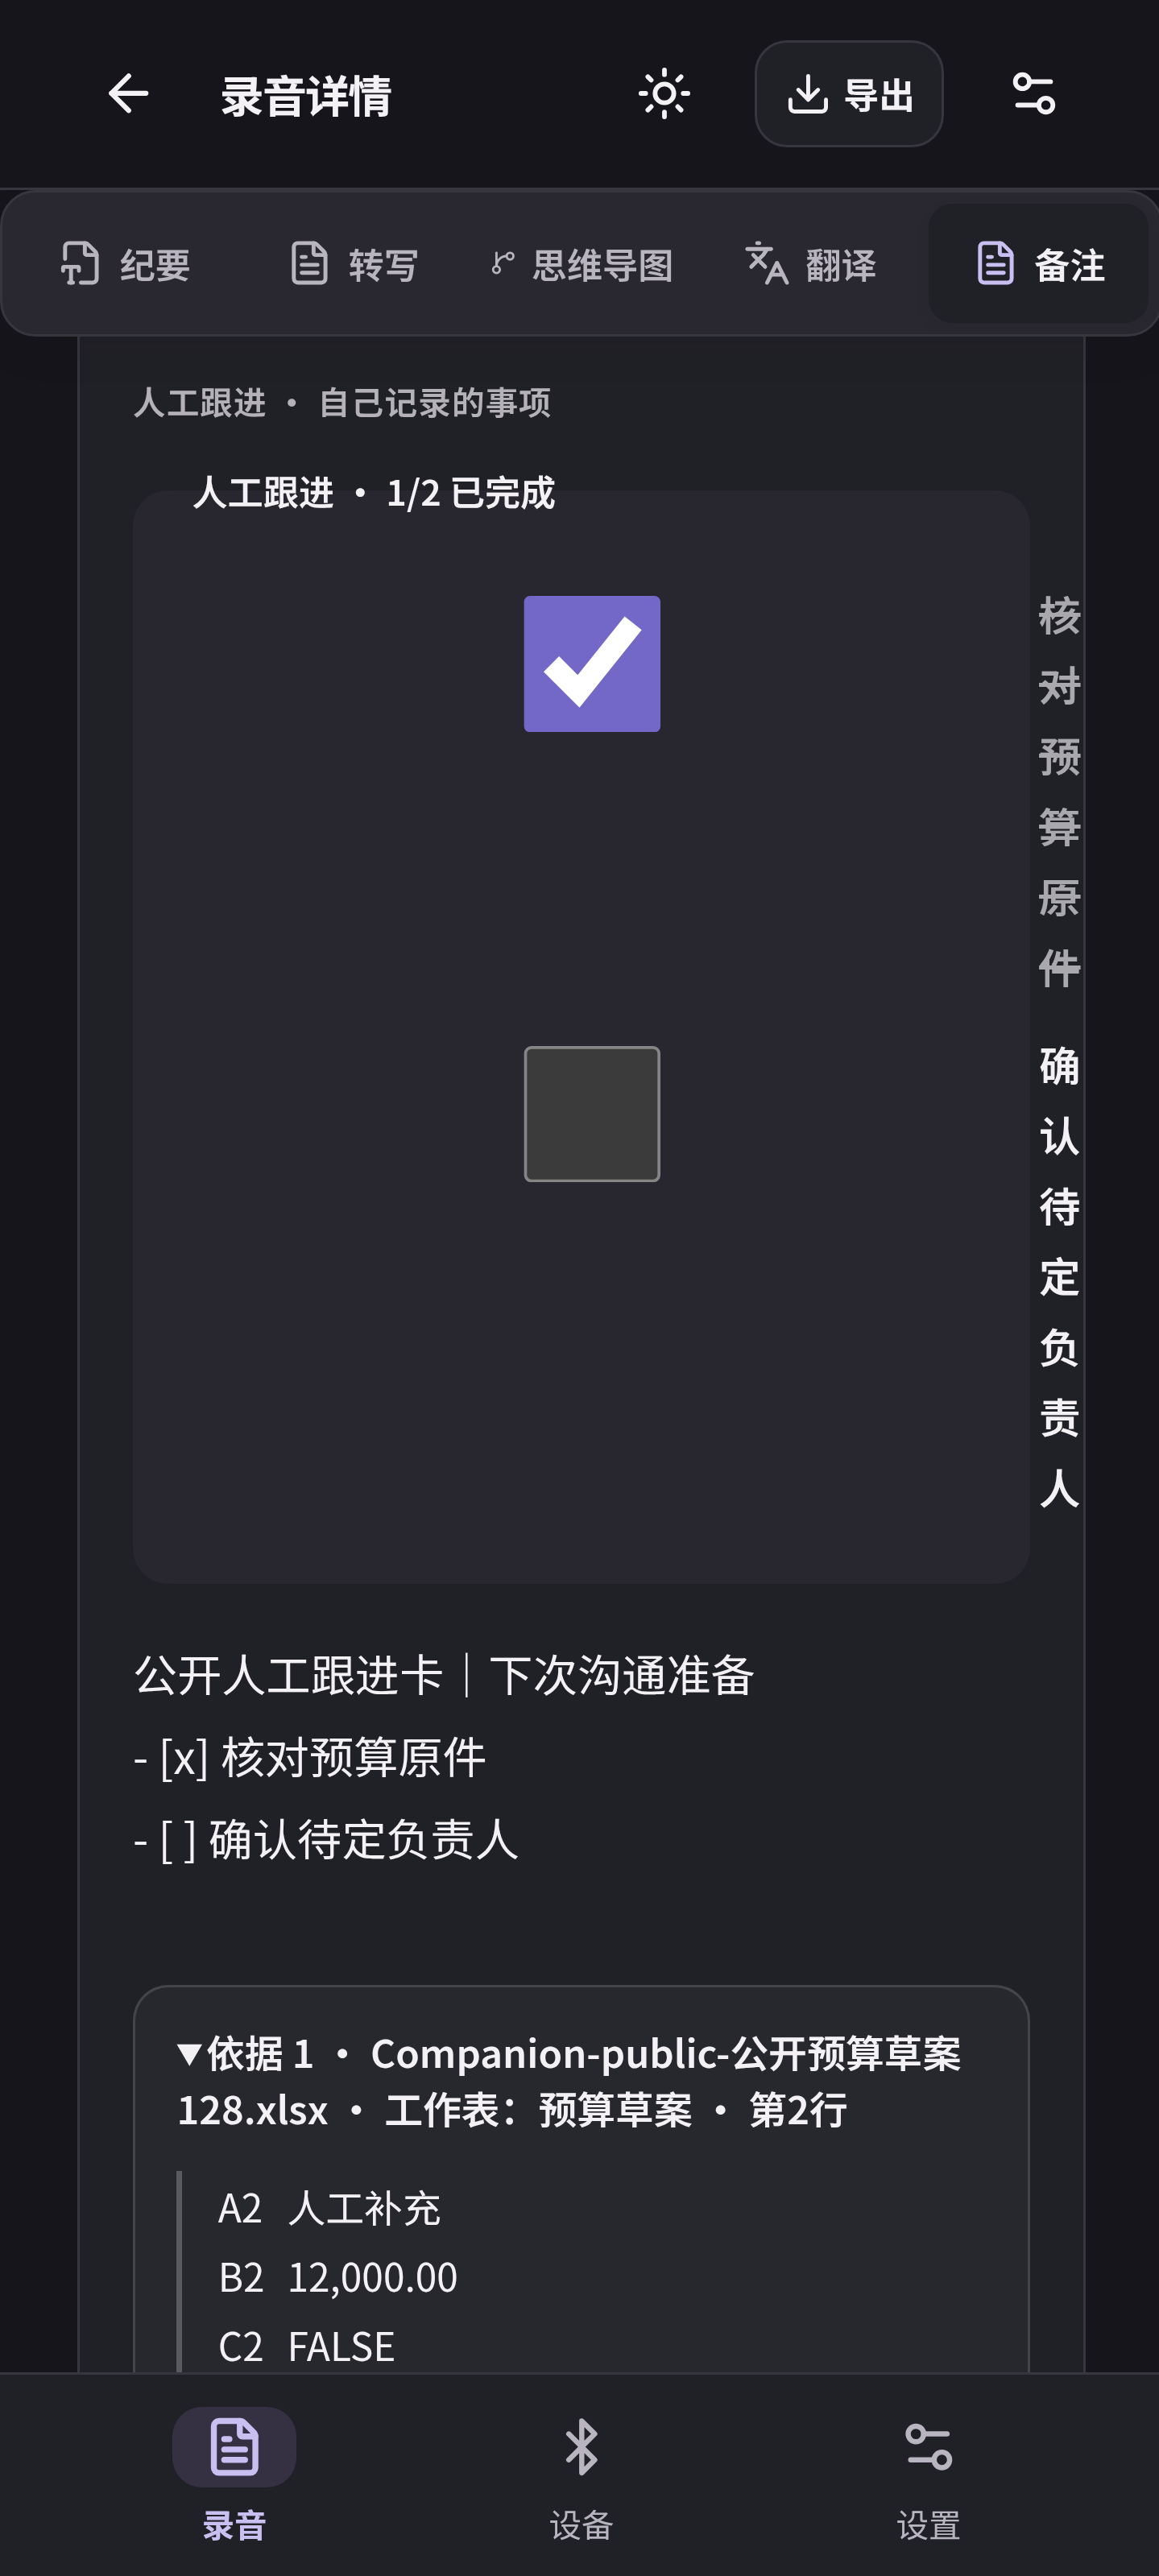 录音详情
导出
纪要
转写
思维导图
翻译
备注
人工跟进 · 自己记录的事项
人工跟进 · 1/2 已完成
核对预算原件
确认待定负责人
公开人工跟进卡｜下次沟通准备
- [x] 核对预算原件
- [ ] 确认待定负责人
▼依据 1 · Companion-public-公开预算草案
128.xlsx · 工作表：预算草案 · 第2行
A2 人工补充
B2 12,000.00
C2 FALSE
录音
设备
设置